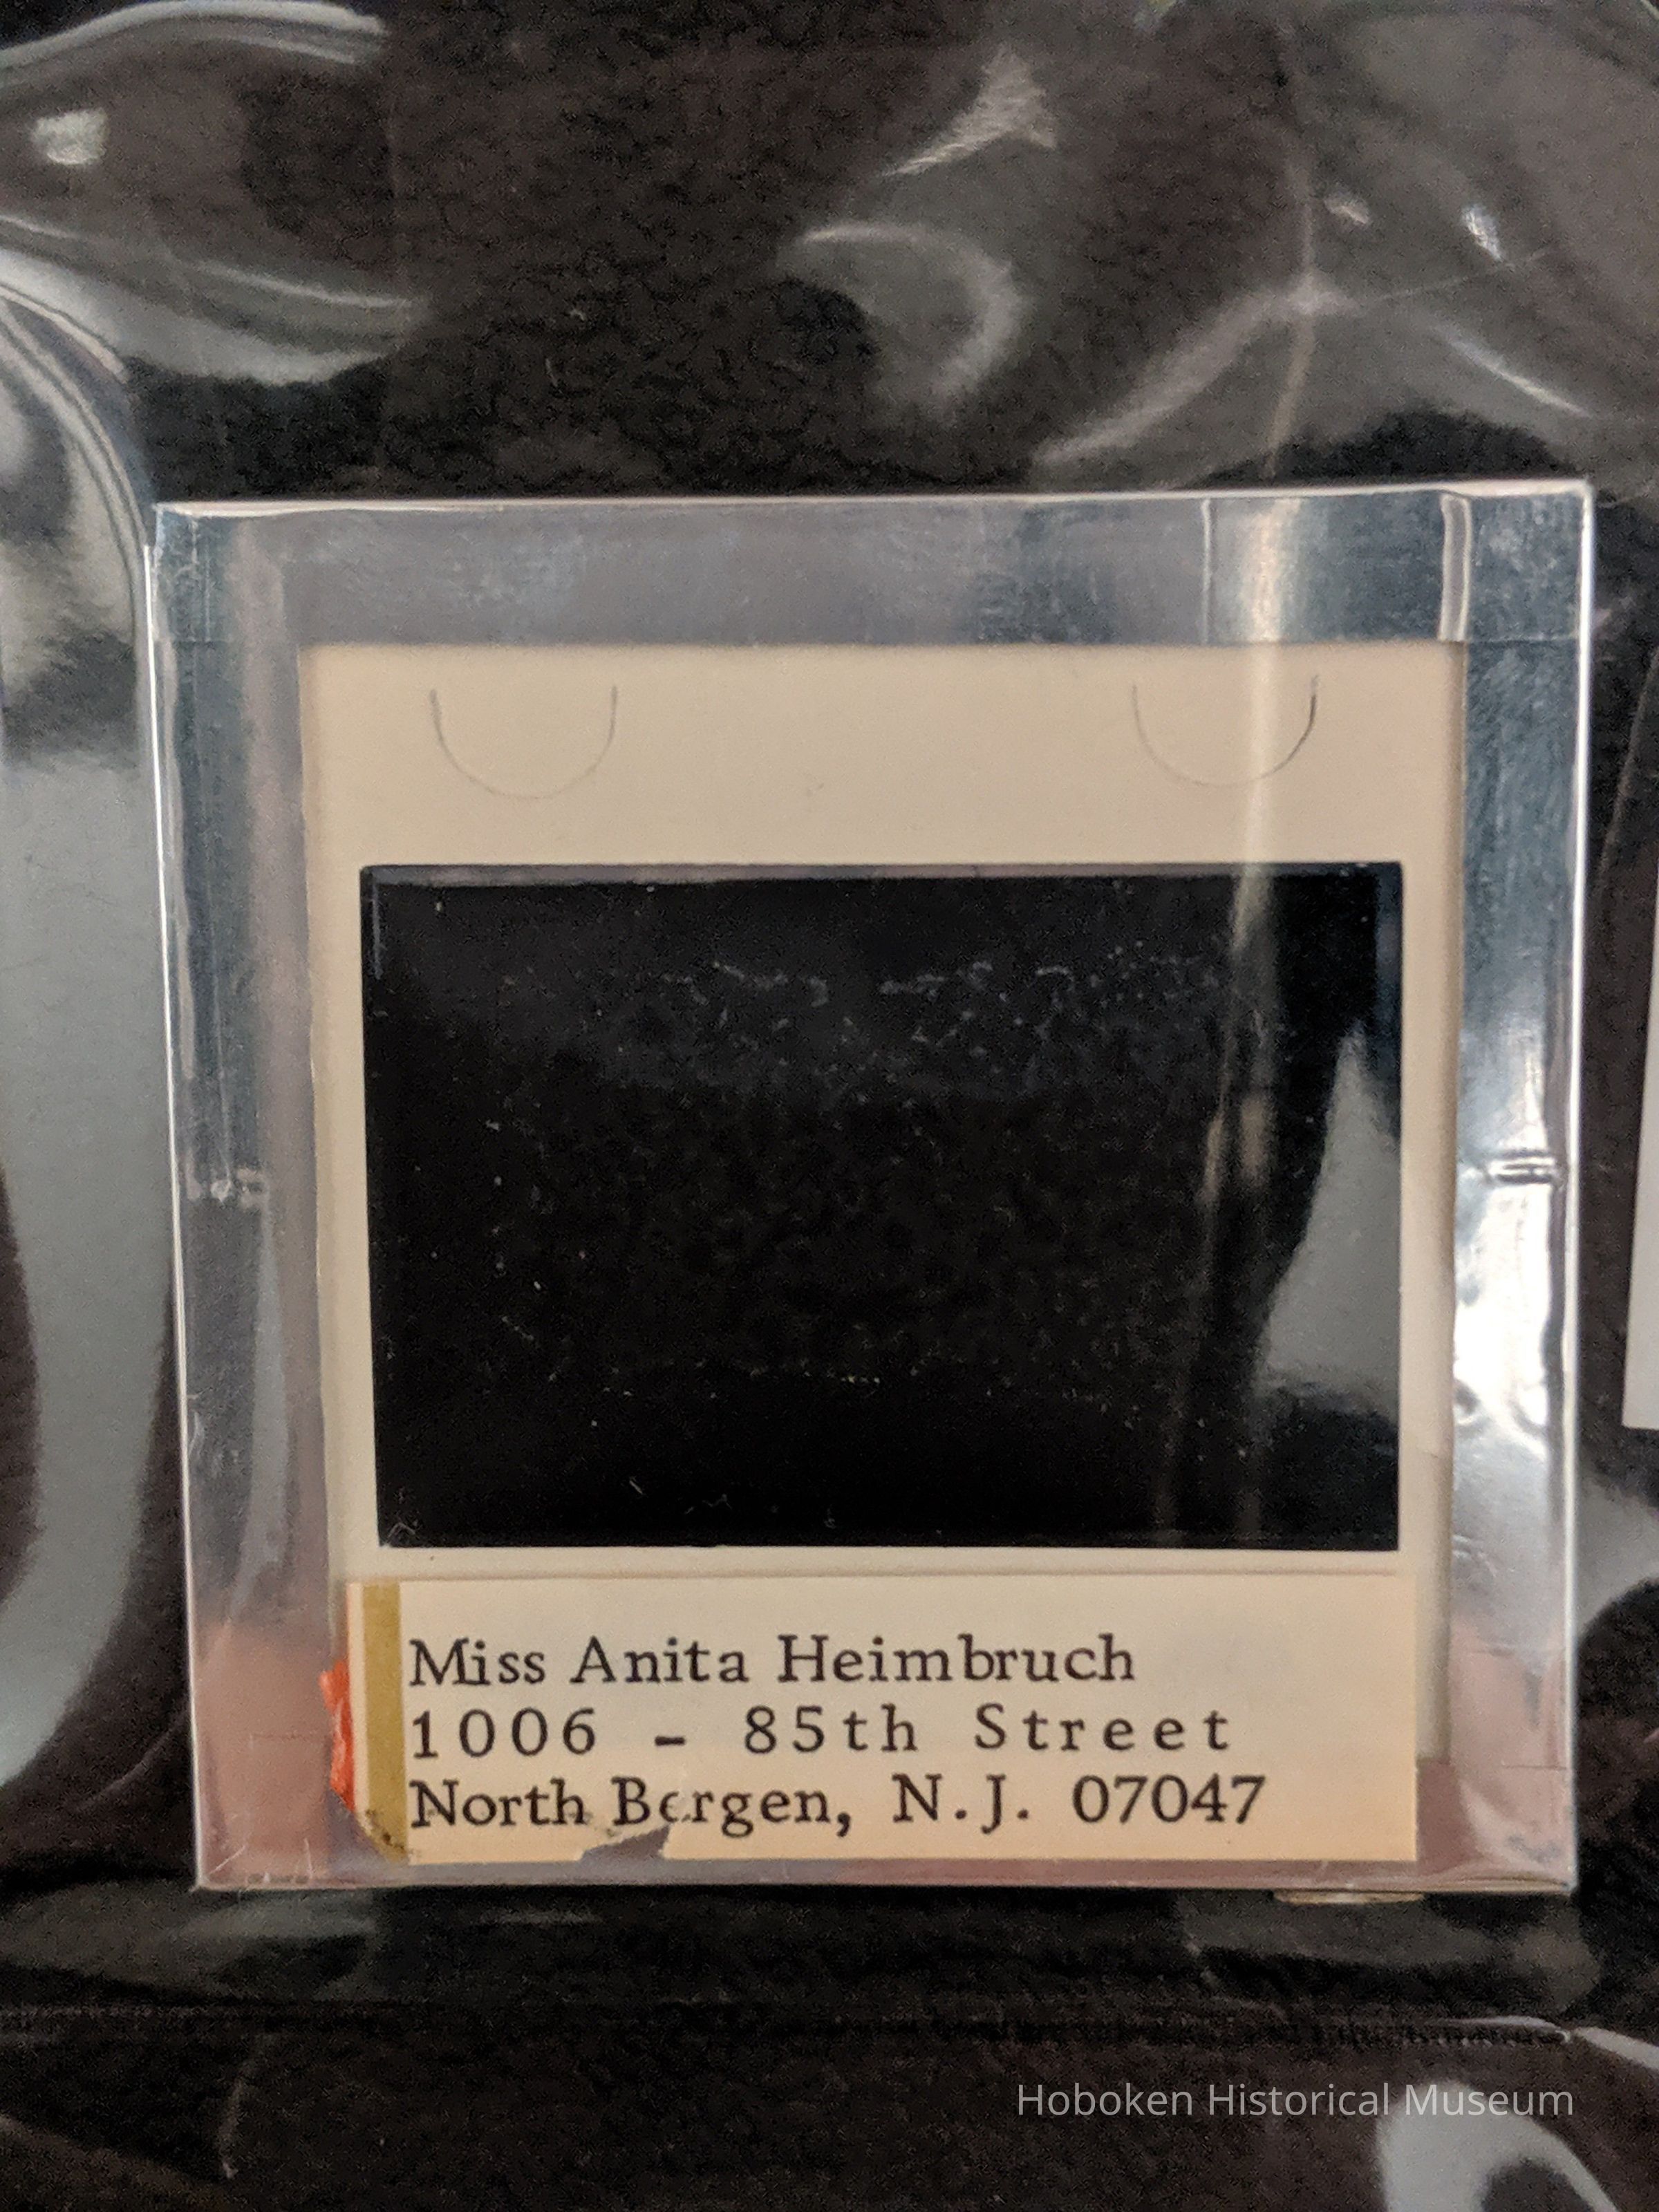 Miss Anita Heimbruch
1006 - 85th Street
North Bergen, N.J. 07047
Hoboken Historical Museum